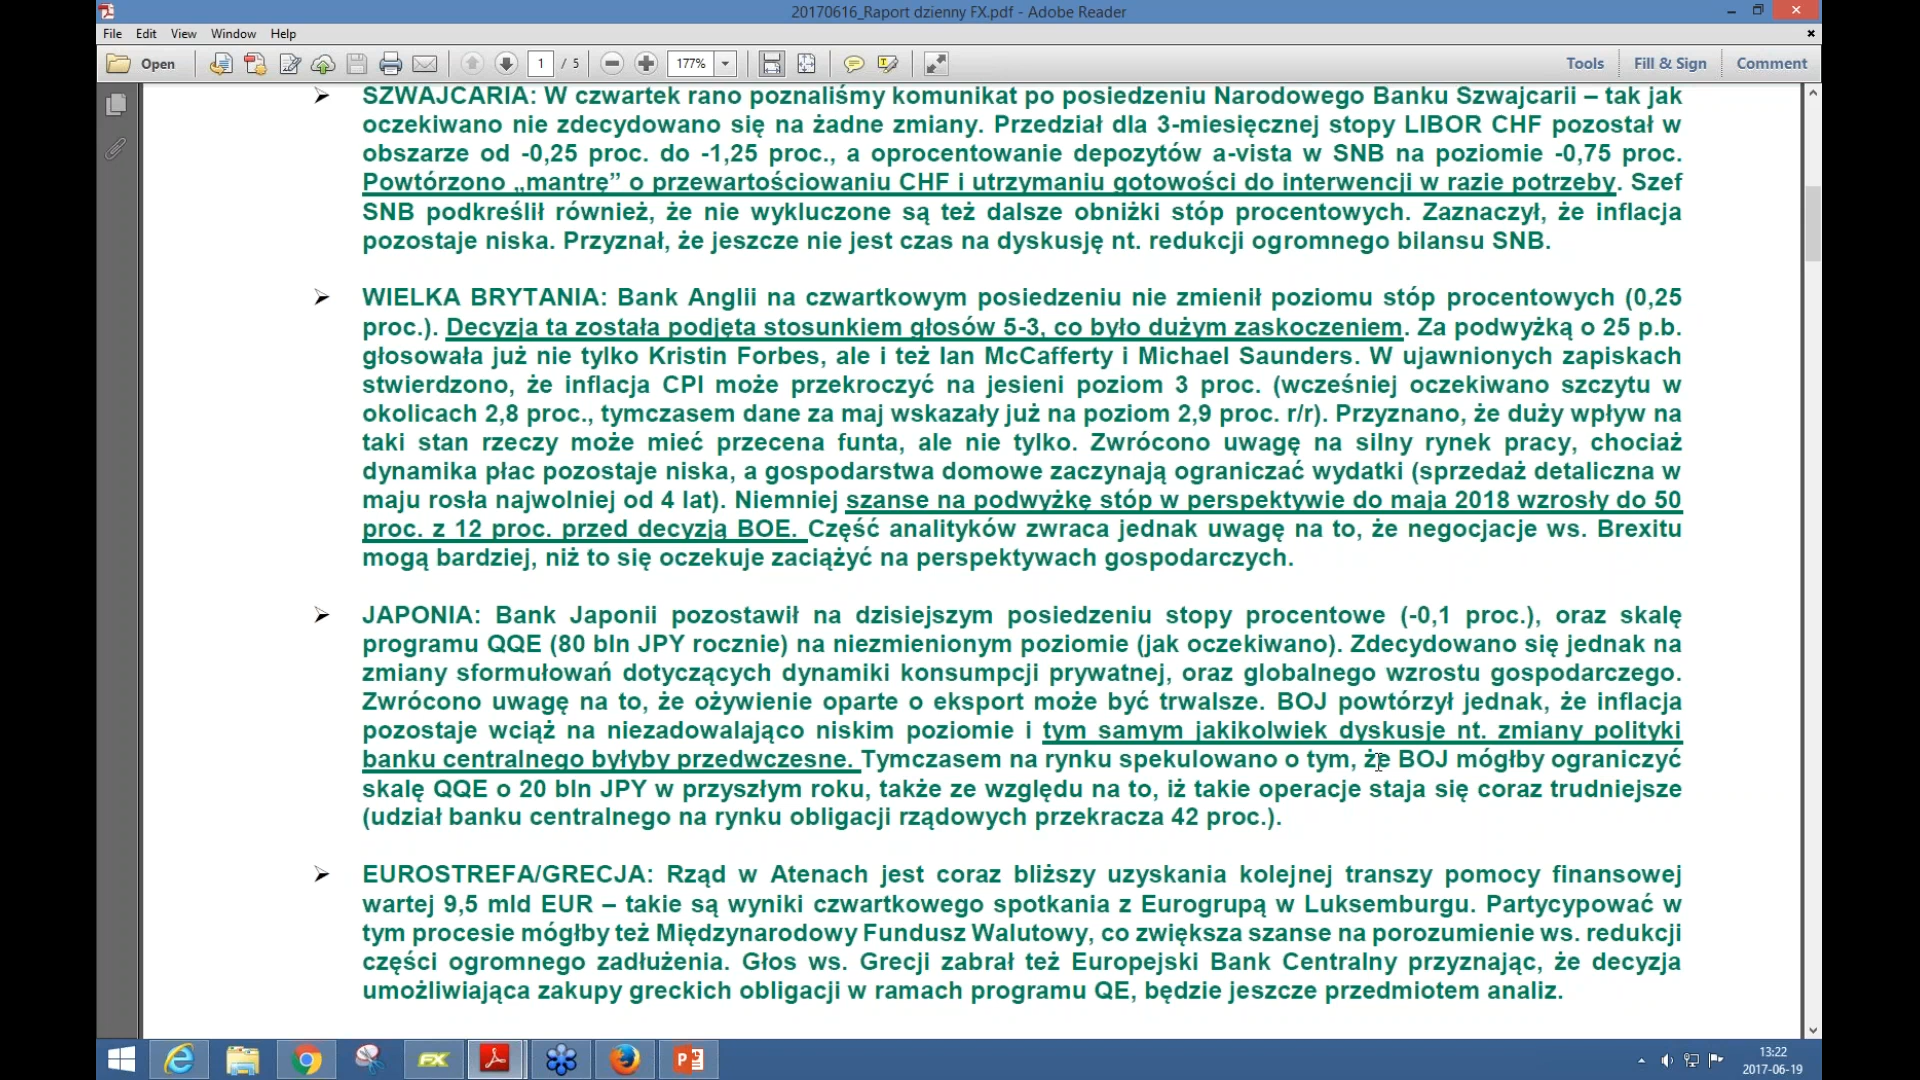 20170616_Raport dzienny FX.pdf - Adobe Reader
File Edit View Window Help
Open 1 / 5 177% Tools Fill & Sign Comment
SZWAJCARIA: W czwartek rano poznaliśmy komunikat po posiedzeniu Narodowego Banku Szwajcarii – tak jak
oczekiwano nie zdecydowano się na żadne zmiany. Przedział dla 3-miesięcznej stopy LIBOR CHF pozostał w
obszarze od -0,25 proc. do -1,25 proc., a oprocentowanie depozytów a-vista w SNB na poziomie -0,75 proc.
Powtórzono „mantrę” o przewartościowaniu CHF i utrzymaniu gotowości do interwencji w razie potrzeby. Szef
SNB podkreślił również, że nie wykluczone są też dalsze obniżki stóp procentowych. Zaznaczył, że inflacja
pozostaje niska. Przyznał, że jeszcze nie jest czas na dyskusję nt. redukcji ogromnego bilansu SNB.
WIELKA BRYTANIA: Bank Anglii na czwartkowym posiedzeniu nie zmienił poziomu stóp procentowych (0,25
proc.). Decyzja ta została podjęta stosunkiem głosów 5-3, co było dużym zaskoczeniem. Za podwyżką o 25 p.b.
głosowała już nie tylko Kristin Forbes, ale i też Ian McCafferty i Michael Saunders. W ujawnionych zapiskach
stwierdzono, że inflacja CPI może przekroczyć na jesieni poziom 3 proc. (wcześniej oczekiwano szczytu w
okolicach 2,8 proc., tymczasem dane za maj wskazały już na poziom 2,9 proc. r/r). Przyznano, że duży wpływ na
taki stan rzeczy może mieć przecena funta, ale nie tylko. Zwrócono uwagę na silny rynek pracy, chociaż
dynamika płac pozostaje niska, a gospodarstwa domowe zaczynają ograniczać wydatki (sprzedaż detaliczna w
maju rosła najwolniej od 4 lat). Niemniej szanse na podwyżkę stóp w perspektywie do maja 2018 wzrosły do 50
proc. z 12 proc. przed decyzją BOE. Część analityków zwraca jednak uwagę na to, że negocjacje ws. Brexitu
mogą bardziej, niż to się oczekuje zaciążyć na perspektywach gospodarczych.
JAPONIA: Bank Japonii pozostawił na dzisiejszym posiedzeniu stopy procentowe (-0,1 proc.), oraz skalę
programu QQE (80 bln JPY rocznie) na niezmienionym poziomie (jak oczekiwano). Zdecydowano się jednak na
zmiany sformułowań dotyczących dynamiki konsumpcji prywatnej, oraz globalnego wzrostu gospodarczego.
Zwrócono uwagę na to, że ożywienie oparte o eksport może być trwalsze. BOJ powtórzył jednak, że inflacja
pozostaje wciąż na niezadowalająco niskim poziomie i tym samym jakikolwiek dyskusje nt. zmiany polityki
banku centralnego byłyby przedwczesne. Tymczasem na rynku spekulowano o tym, że BOJ mógłby ograniczyć
skalę QQE o 20 bln JPY w przyszłym roku, także ze względu na to, iż takie operacje staja się coraz trudniejsze
(udział banku centralnego na rynku obligacji rządowych przekracza 42 proc.).
EUROSTREFA/GRECJA: Rząd w Atenach jest coraz bliższy uzyskania kolejnej transzy pomocy finansowej
wartej 9,5 mld EUR – takie są wyniki czwartkowego spotkania z Eurogrupą w Luksemburgu. Partycypować w
tym procesie mógłby też Międzynarodowy Fundusz Walutowy, co zwiększa szanse na porozumienie ws. redukcji
części ogromnego zadłużenia. Głos ws. Grecji zabrał też Europejski Bank Centralny przyznając, że decyzja
umożliwiająca zakupy greckich obligacji w ramach programu QE, będzie jeszcze przedmiotem analiz.
FX
13:22
2017-06-19